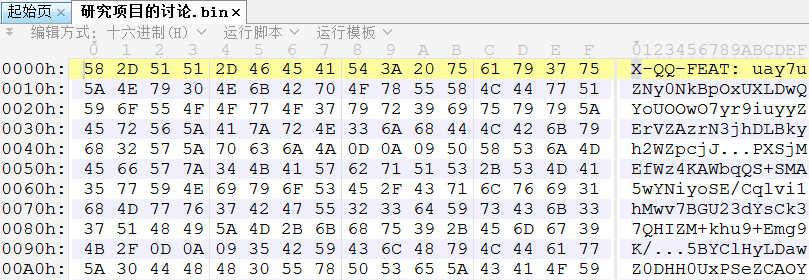 起始页 × 研究项目的讨论.bin×
编辑方式: 十六进制(H) 运行脚本 运行模板
0 1 2 3 4 5 6 7 8 9 A B C D E F 0123456789ABCDEF
0000h: 58 2D 51 51 2D 46 45 41 54 3A 20 75 61 79 37 75 X-QQ-FEAT: uay7u
0010h: 5A 4E 79 30 4E 6B 42 70 4F 78 55 58 4C 44 77 51 ZNy0NkBpOxUXLDwQ
0020h: 59 6F 55 4F 4F 77 4F 37 79 72 39 69 75 79 79 5A YoUOOwO7yr9iuyyZ
0030h: 45 72 56 5A 41 7A 72 4E 33 6A 68 44 4C 42 6B 79 ErVZAzrN3jhDLBky
0040h: 68 32 57 5A 70 63 6A 4A 0D 0A 09 50 58 53 6A 4D h2WZpcjJ...PXSjM
0050h: 45 66 57 7A 34 4B 41 57 62 71 51 53 2B 53 4D 41 EfWz4KAWbqQS+SMA
0060h: 35 77 59 4E 69 79 6F 53 45 2F 43 71 6C 76 69 31 5wYNiyoSE/Cqlvi1
0070h: 68 4D 77 76 37 42 47 55 32 33 64 59 73 43 6B 33 hMwv7BGU23dYsCk3
0080h: 37 51 48 49 5A 4D 2B 6B 68 75 39 2B 45 6D 67 39 7QHIZM+khu9+Emg9
0090h: 4B 2F 0D 0A 09 35 42 59 43 6C 48 79 4C 44 61 77 K/...5BYClHyLDaw
00A0h: 5A 30 44 48 48 30 55 78 50 53 65 5A 43 41 4F 59 Z0DHH0UxPSeZCAOY